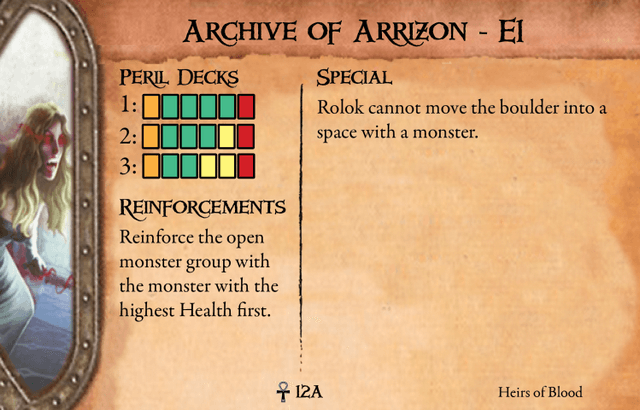 Archive of Arrizon - E1
Peril Decks
1:
2:
3:
Reinforcements
Reinforce the open
monster group with
the monster with the
highest Health first.
Special
Rolok cannot move the boulder into a
space with a monster.
☥ 12A
Heirs of Blood